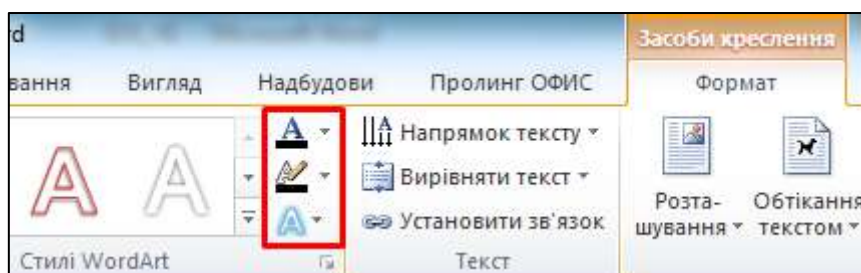 rd
Засоби креслення
вання Вигляд Надбудови Пролинг ОФИС Формат
Напрямок тексту
Вирівняти текст
Установити зв'язок
Розта-
шування
Обтікання
текстом
Стилі WordArt Текст